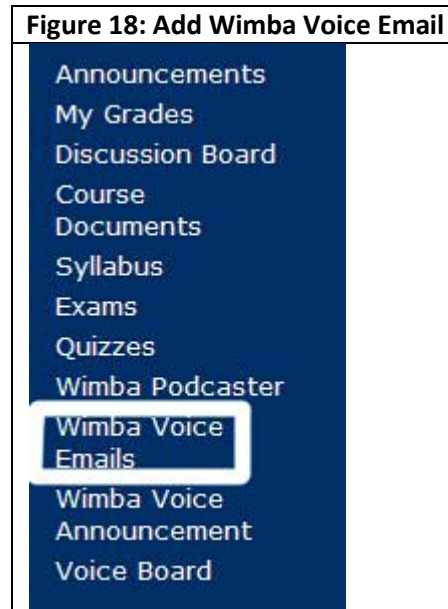 Figure 18: Add Wimba Voice Email
Announcements
My Grades
Discussion Board
Course
Documents
Syllabus
Exams
Quizzes
Wimba Podcaster
Wimba Voice
Emails
Wimba Voice
Announcement
Voice Board